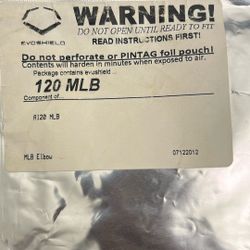 WARNING!
EVOSHIELD
DO NOT OPEN UNTIL READY TO FIT
READ INSTRUCTIONS FIRST!
Do not perforate or PINTAG foil pouch!
Contents will harden in minutes when exposed to air.
Package contains evushield...
120 MLB
Component of...
A120 MLB
MLB Elbow
07122012